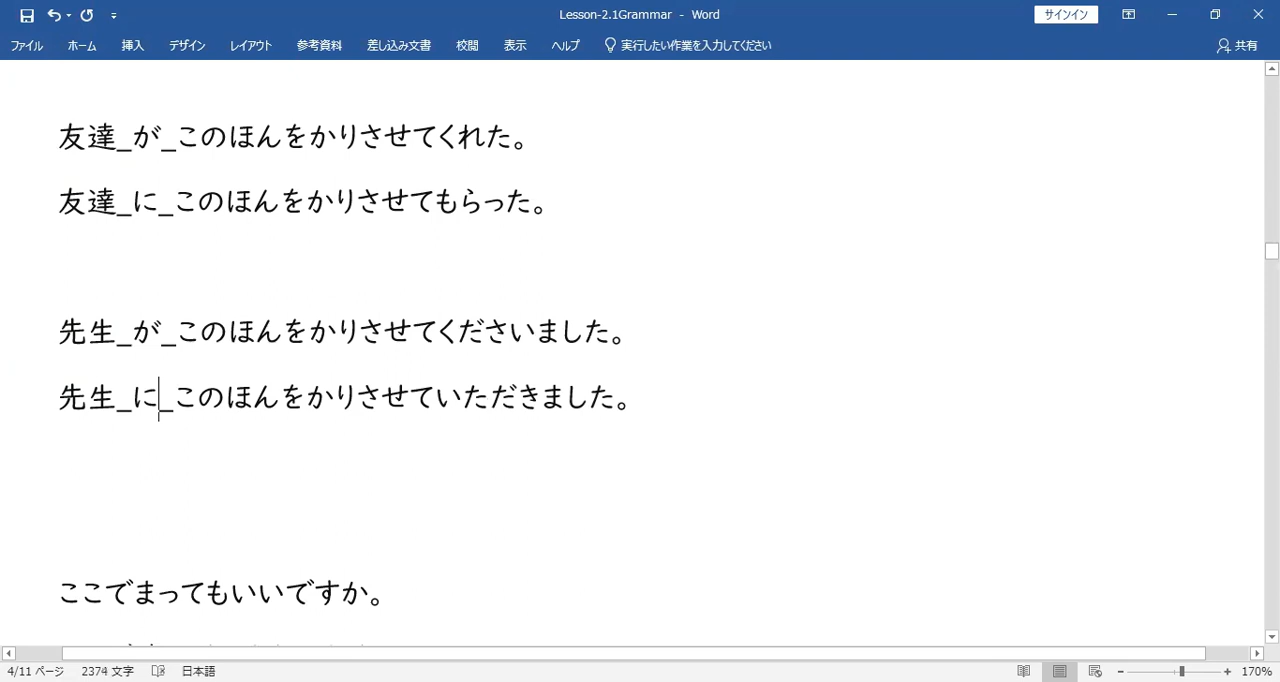 Lesson-2.1Grammar - Word
サインイン
ファイル ホーム 挿入 デザイン レイアウト 参考資料 差し込み文書 校閲 表示 ヘルプ 実行したい作業を入力してください 共有
友達_が_このほんをかりさせてくれた。
友達_に_このほんをかりさせてもらった。
先生_が_このほんをかりさせてくださいました。
先生_に_このほんをかりさせていただきました。
ここでまってもいいですか。
4/11 ページ 2374 文字 日本語 170%